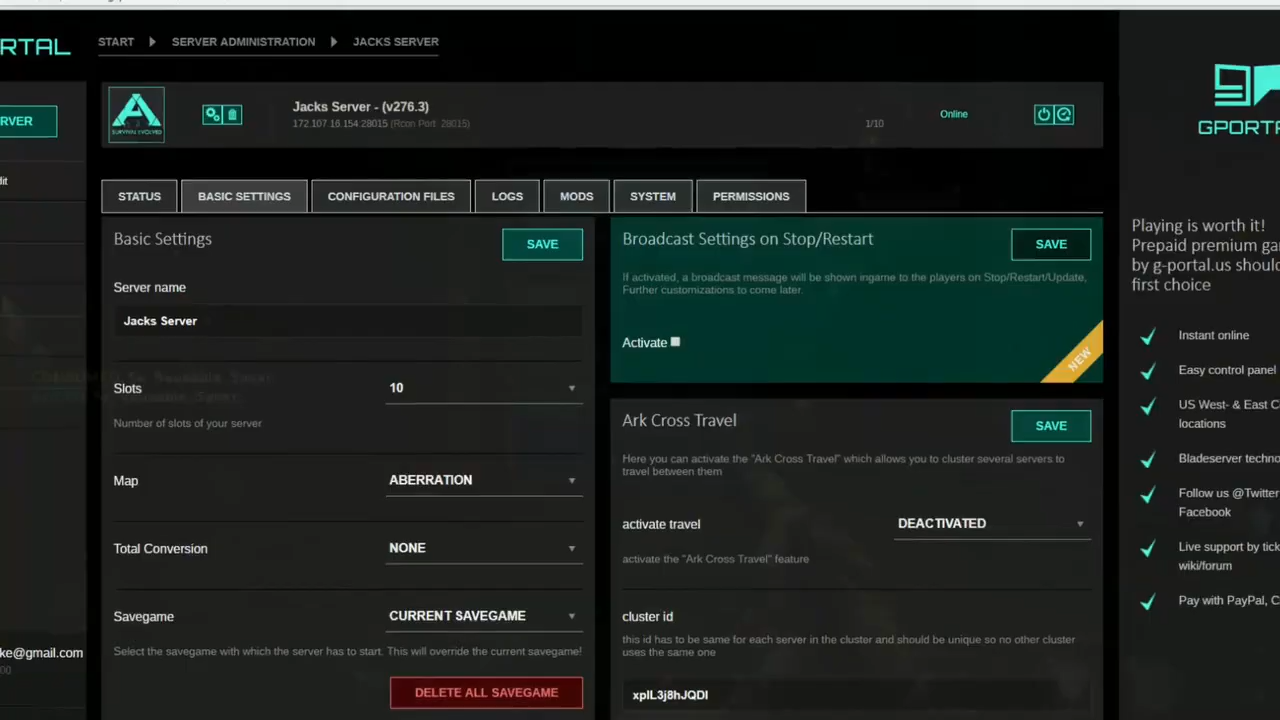 RTAL
START
SERVER ADMINISTRATION
JACKS SERVER
RVER
dit
ke@gmail.com
00
SURVIVAL EVOLVED
Jacks Server - (v276.3)
172.107.16.154:28015 (Rcon Port: 28015)
1/10
Online
STATUS
BASIC SETTINGS
CONFIGURATION FILES
LOGS
MODS
SYSTEM
PERMISSIONS
Basic Settings
SAVE
Server name
Jacks Server
Slots
10
Number of slots of your server
Map
ABERRATION
Total Conversion
NONE
Savegame
CURRENT SAVEGAME
Select the savegame with which the server has to start. This will override the current savegame!
DELETE ALL SAVEGAME
Broadcast Settings on Stop/Restart
SAVE
If activated, a broadcast message will be shown ingame to the players on Stop/Restart/Update,
Further customizations to come later.
Activate
NEW
Ark Cross Travel
SAVE
Here you can activate the "Ark Cross Travel" which allows you to cluster several servers to
travel between them
activate travel
DEACTIVATED
activate the "Ark Cross Travel" feature
cluster id
this id has to be same for each server in the cluster and should be unique so no other cluster
uses the same one
xpIL3j8hJQDI
GPORTA
Playing is worth it!
Prepaid premium ga
by g-portal.us shoul
first choice
Instant online
Easy control panel
US West- & East C
locations
Bladeserver techno
Follow us @Twitter
Facebook
Live support by tick
wiki/forum
Pay with PayPal, C